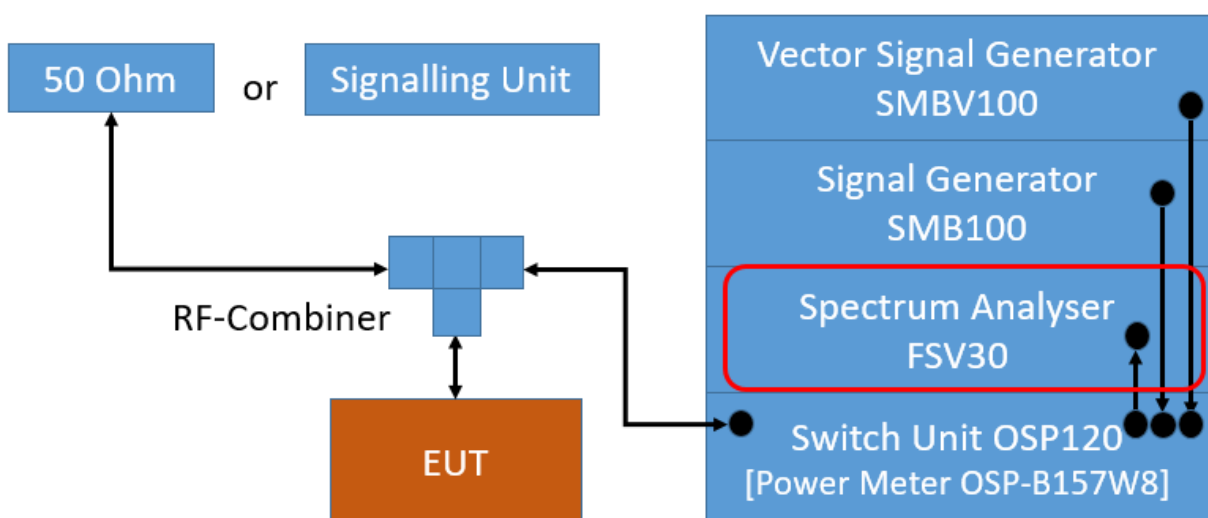 50 Ohm
or
Signalling Unit
RF-Combiner
EUT
Vector Signal Generator
SMBV100
Signal Generator
SMB100
Spectrum Analyser
FSV30
Switch Unit OSP120
[Power Meter OSP-B157W8]